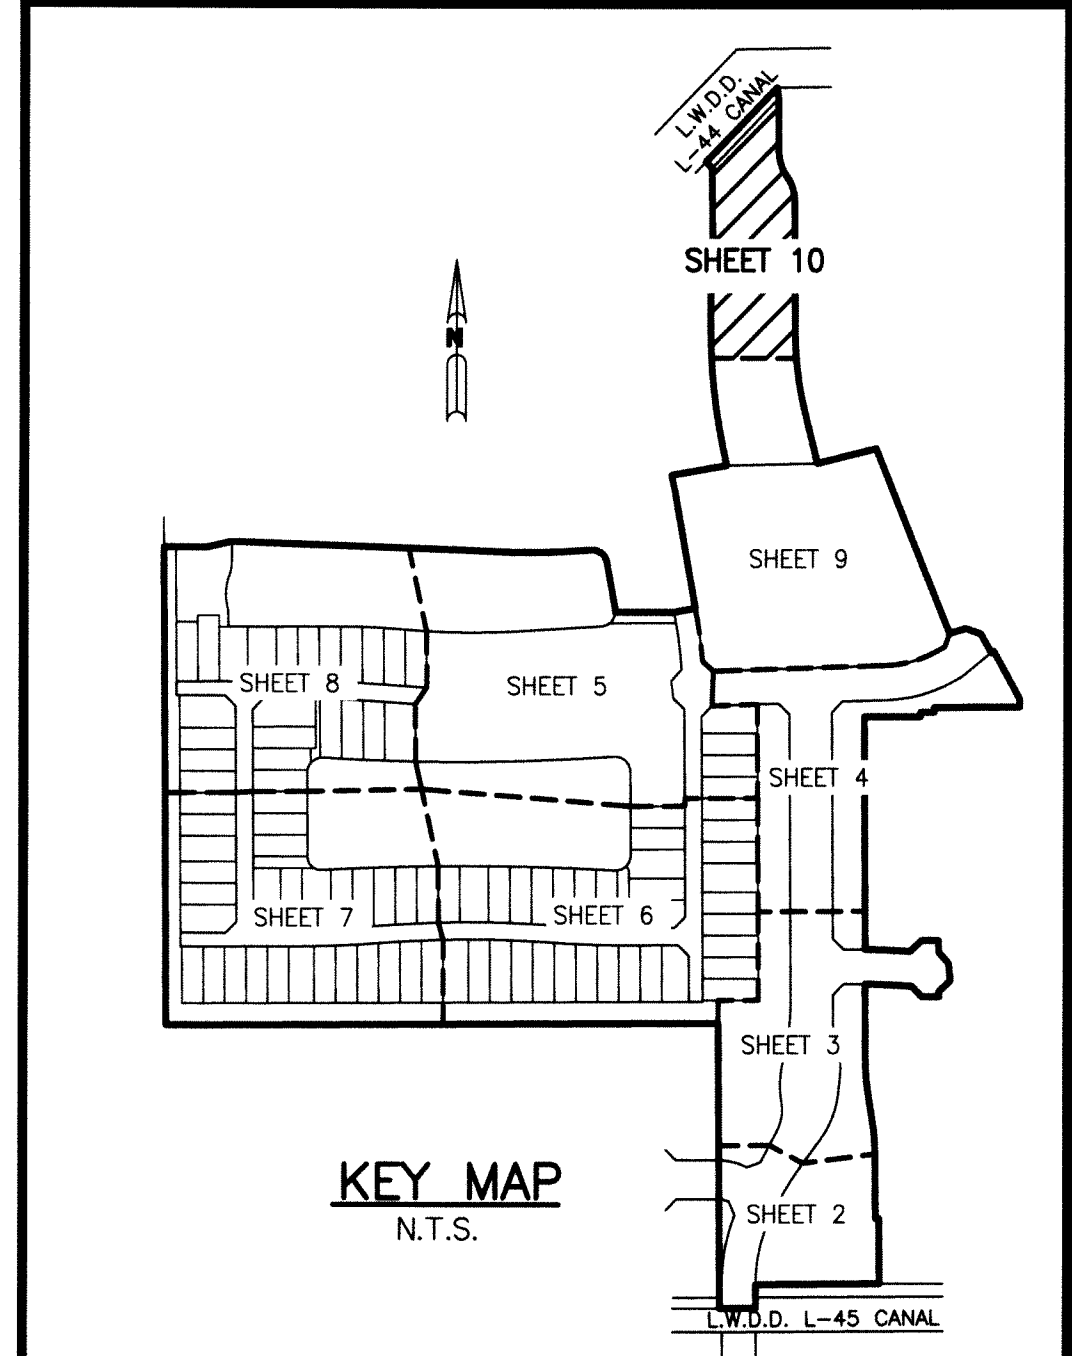 L.W.D.D.
L-44 CANAL
SHEET 10
N
SHEET 9
SHEET 8
SHEET 5
SHEET 4
SHEET 7
SHEET 6
SHEET 3
KEY MAP
N.T.S.
SHEET 2
L.W.D.D. L-45 CANAL